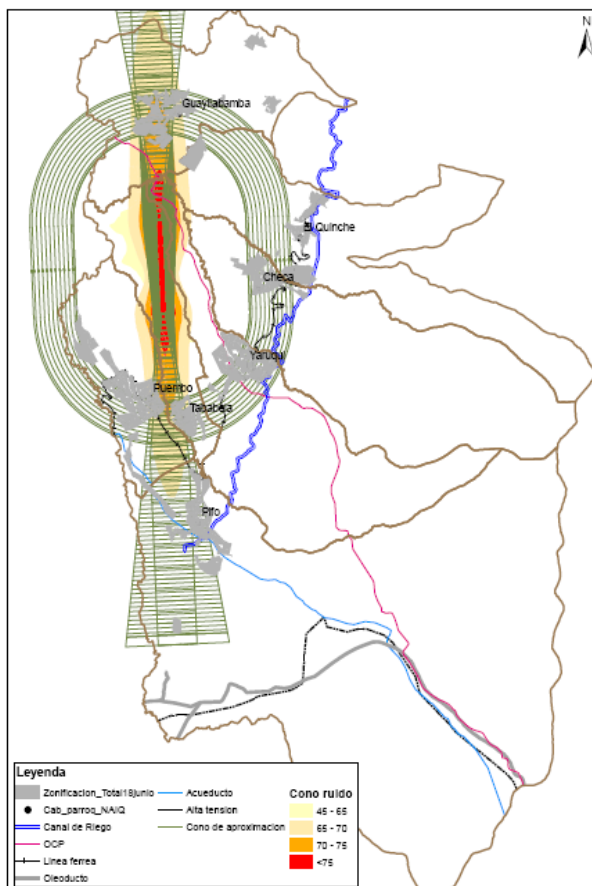 N
Guayllabamba
El Quinche
Checa
Yaruqui
Puembo
Tababela
Pifo
Leyenda
Zonificacion_Total18junio
Cab_parroq_NAIQ
Canal de Riego
OCP
Linea ferrea
Oleoducto
Acueducto
Alta tension
Cono de aproximacion
Cono ruido
45 - 65
65 - 70
70 - 75
<75